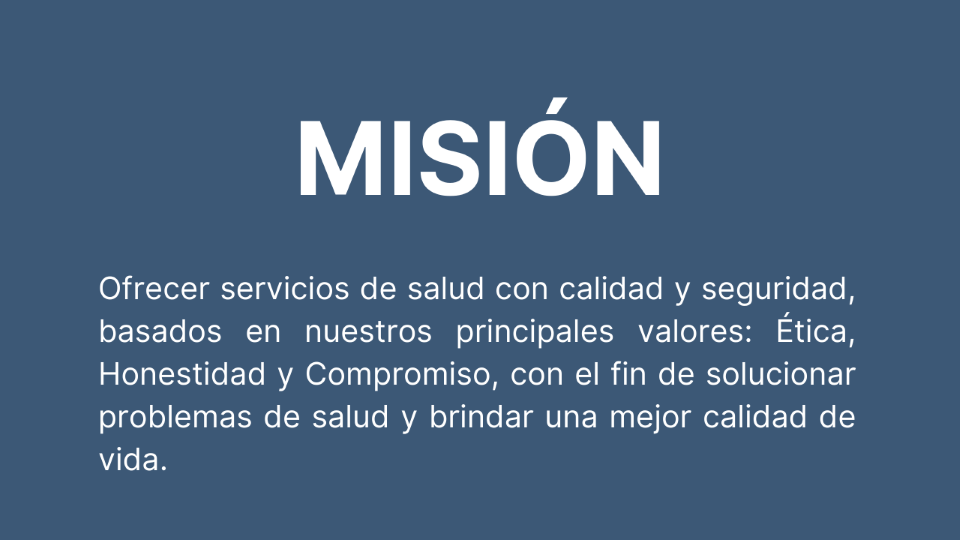 MISIÓN
Ofrecer servicios de salud con calidad y seguridad,
basados en nuestros principales valores: Ética,
Honestidad y Compromiso, con el fin de solucionar
problemas de salud y brindar una mejor calidad de
vida.